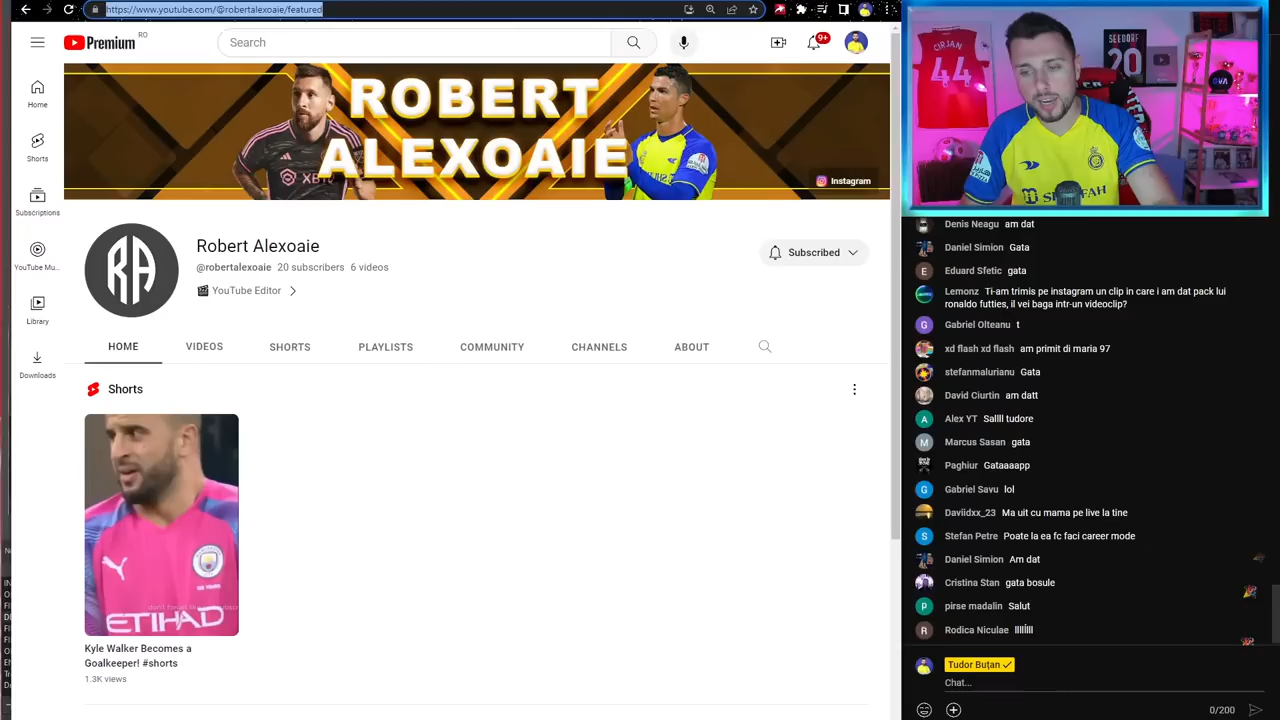 https://www.youtube.com/@robertalexoaie/featured
Premium
RO
Search
9+
Home
Shorts
Subscriptions
YouTube Mu...
Library
Downloads
ROBERT
ALEXOAIE
Instagram
RA
Robert Alexoaie
@robertalexoaie 20 subscribers 6 videos
YouTube Editor
Subscribed
HOME VIDEOS SHORTS PLAYLISTS COMMUNITY CHANNELS ABOUT
Shorts
ETIHAD
Kyle Walker Becomes a
Goalkeeper! #shorts
1.3K views
CIRJAN
44
SEEDORF
20
Denis Neagu am dat
Daniel Simion Gata
Eduard Sfetic gata
Lemonz Ti-am trimis pe instagram un clip in care i am dat pack lui
ronaldo futties, il vei baga intr-un videoclip?
Gabriel Olteanu t
xd flash xd flash am primit di maria 97
stefanmalurianu Gata
David Ciurtin am datt
Alex YT Sallll tudore
Marcus Sasan gata
Paghiur Gataaaapp
Gabriel Savu lol
Daviidxx_23 Ma uit cu mama pe live la tine
Stefan Petre Poate la ea fc faci career mode
Daniel Simion Am dat
Cristina Stan gata bosule
pirse madalin Salut
Rodica Niculae IIIIÎIII
Tudor Buțan
Chat...
0/200